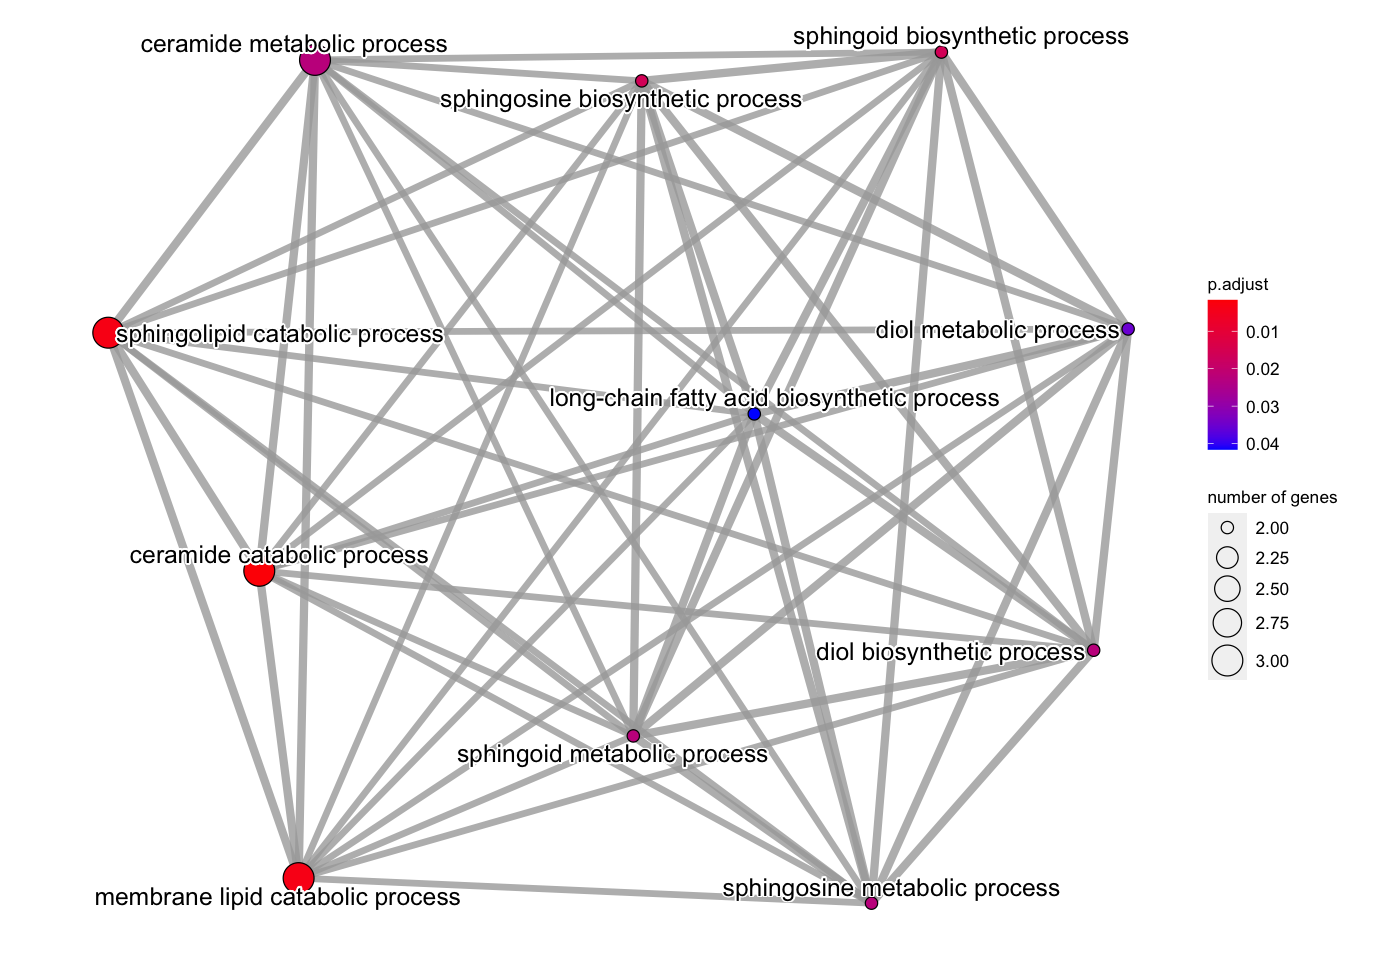 sphingoid biosynthetic process
ceramide metabolic process
sphingosine biosynthetic process
sphingolipid catabolic process
diol metabolic process
long-chain fatty acid biosynthetic process
ceramide catabolic process
diol biosynthetic process
sphingoid metabolic process
sphingosine metabolic process
membrane lipid catabolic process
p.adjust
0.01
0.02
0.03
0.04
number of genes
2.00
2.25
2.50
2.75
3.00